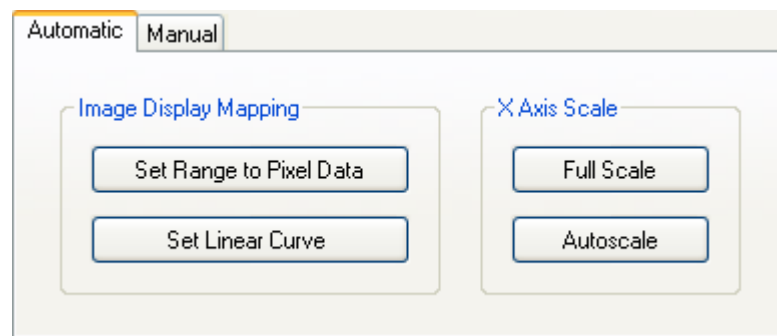 Automatic Manual
Image Display Mapping
Set Range to Pixel Data
Set Linear Curve
X Axis Scale
Full Scale
Autoscale